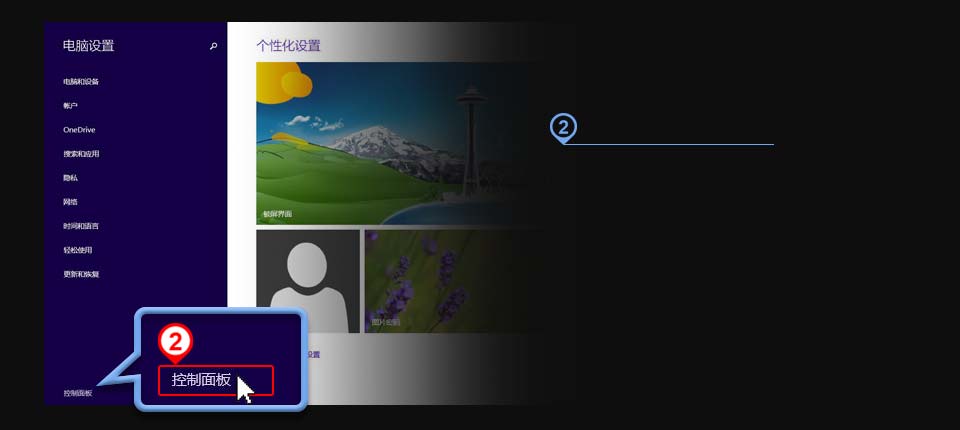 电脑设置
个性化设置
电脑和设备
帐户
OneDrive
搜索和应用
隐私
网络
时间和语言
轻松使用
更新和恢复
锁屏界面
图片密码
2
2
设置
控制面板
控制面板